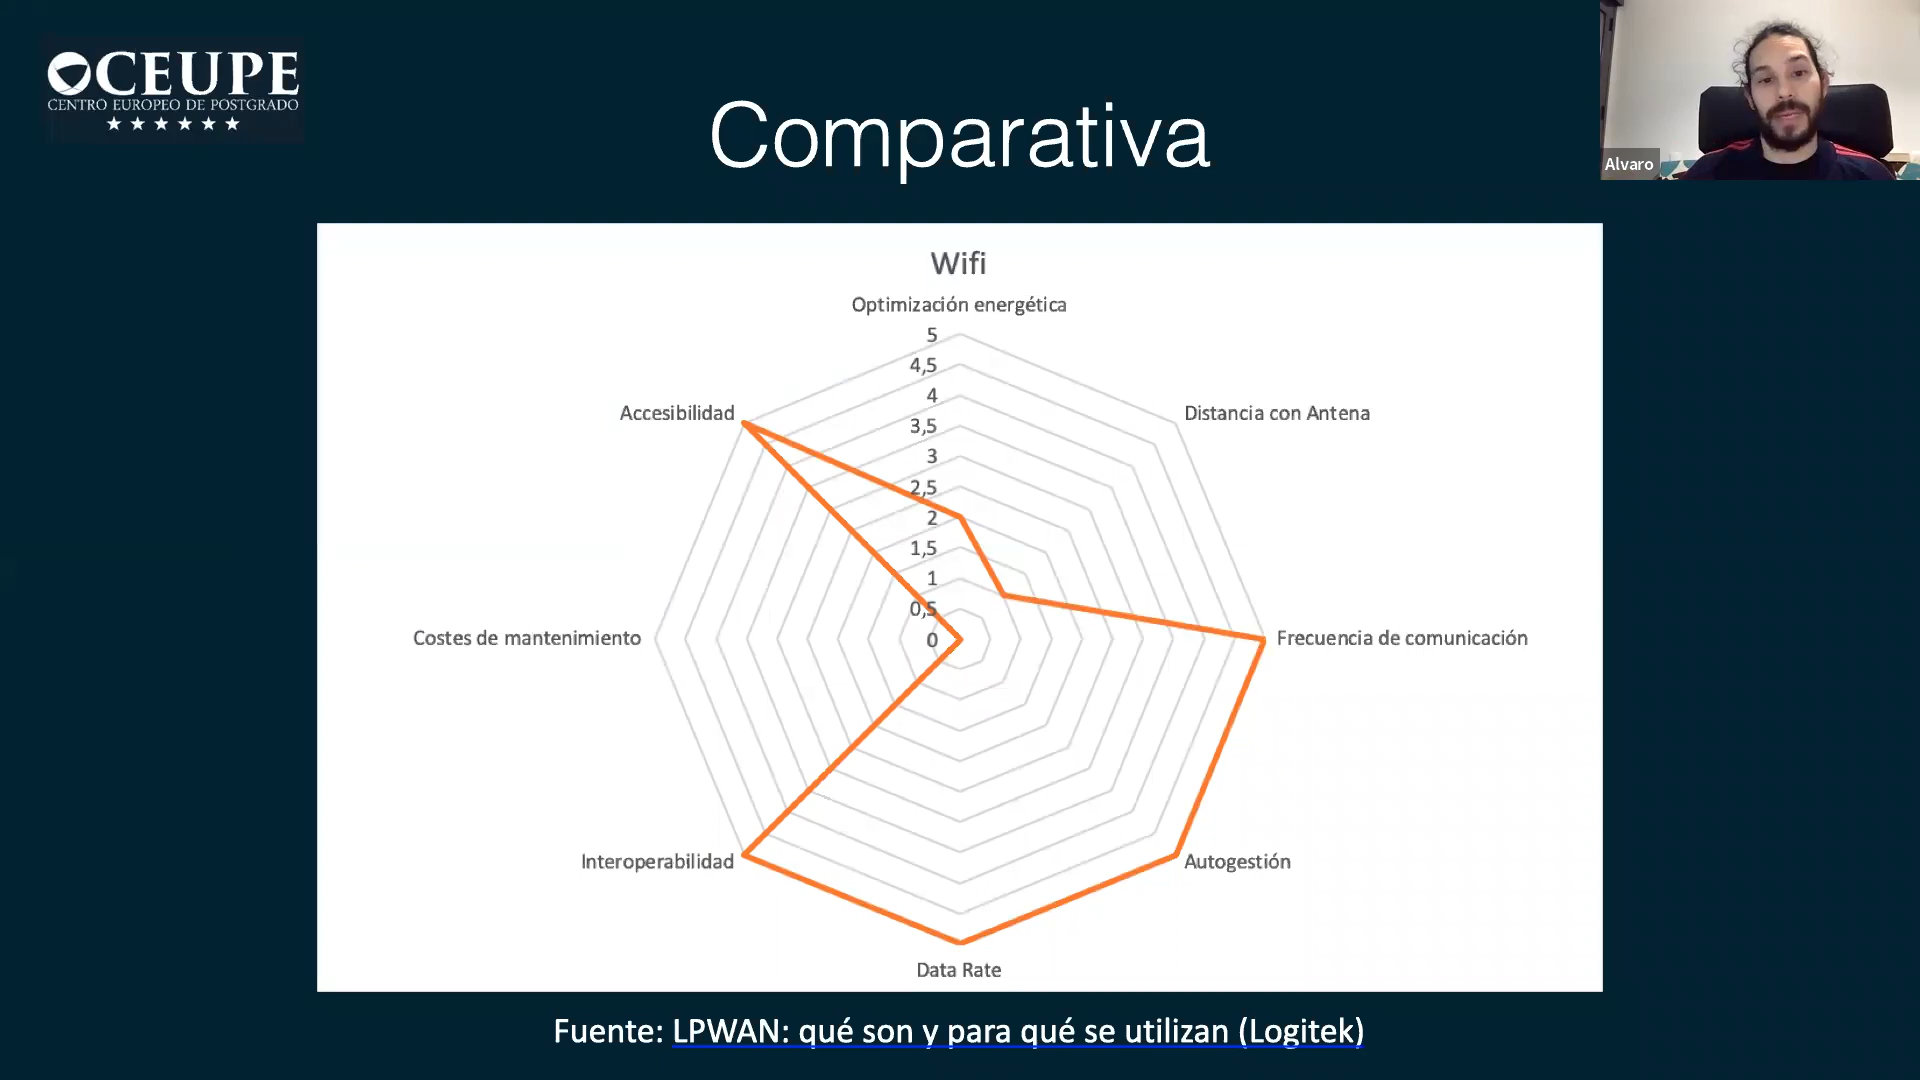 CEUPE
CENTRO EUROPEO DE POSTGRADO
Comparativa
Alvaro
Wifi
Optimización energética
5
4,5
4
3,5
3
2,5
2
1,5
1
0,5
0
Accesibilidad
Distancia con Antena
Costes de mantenimiento
Frecuencia de comunicación
Interoperabilidad
Autogestión
Data Rate
Fuente: LPWAN: qué son y para qué se utilizan (Logitek)